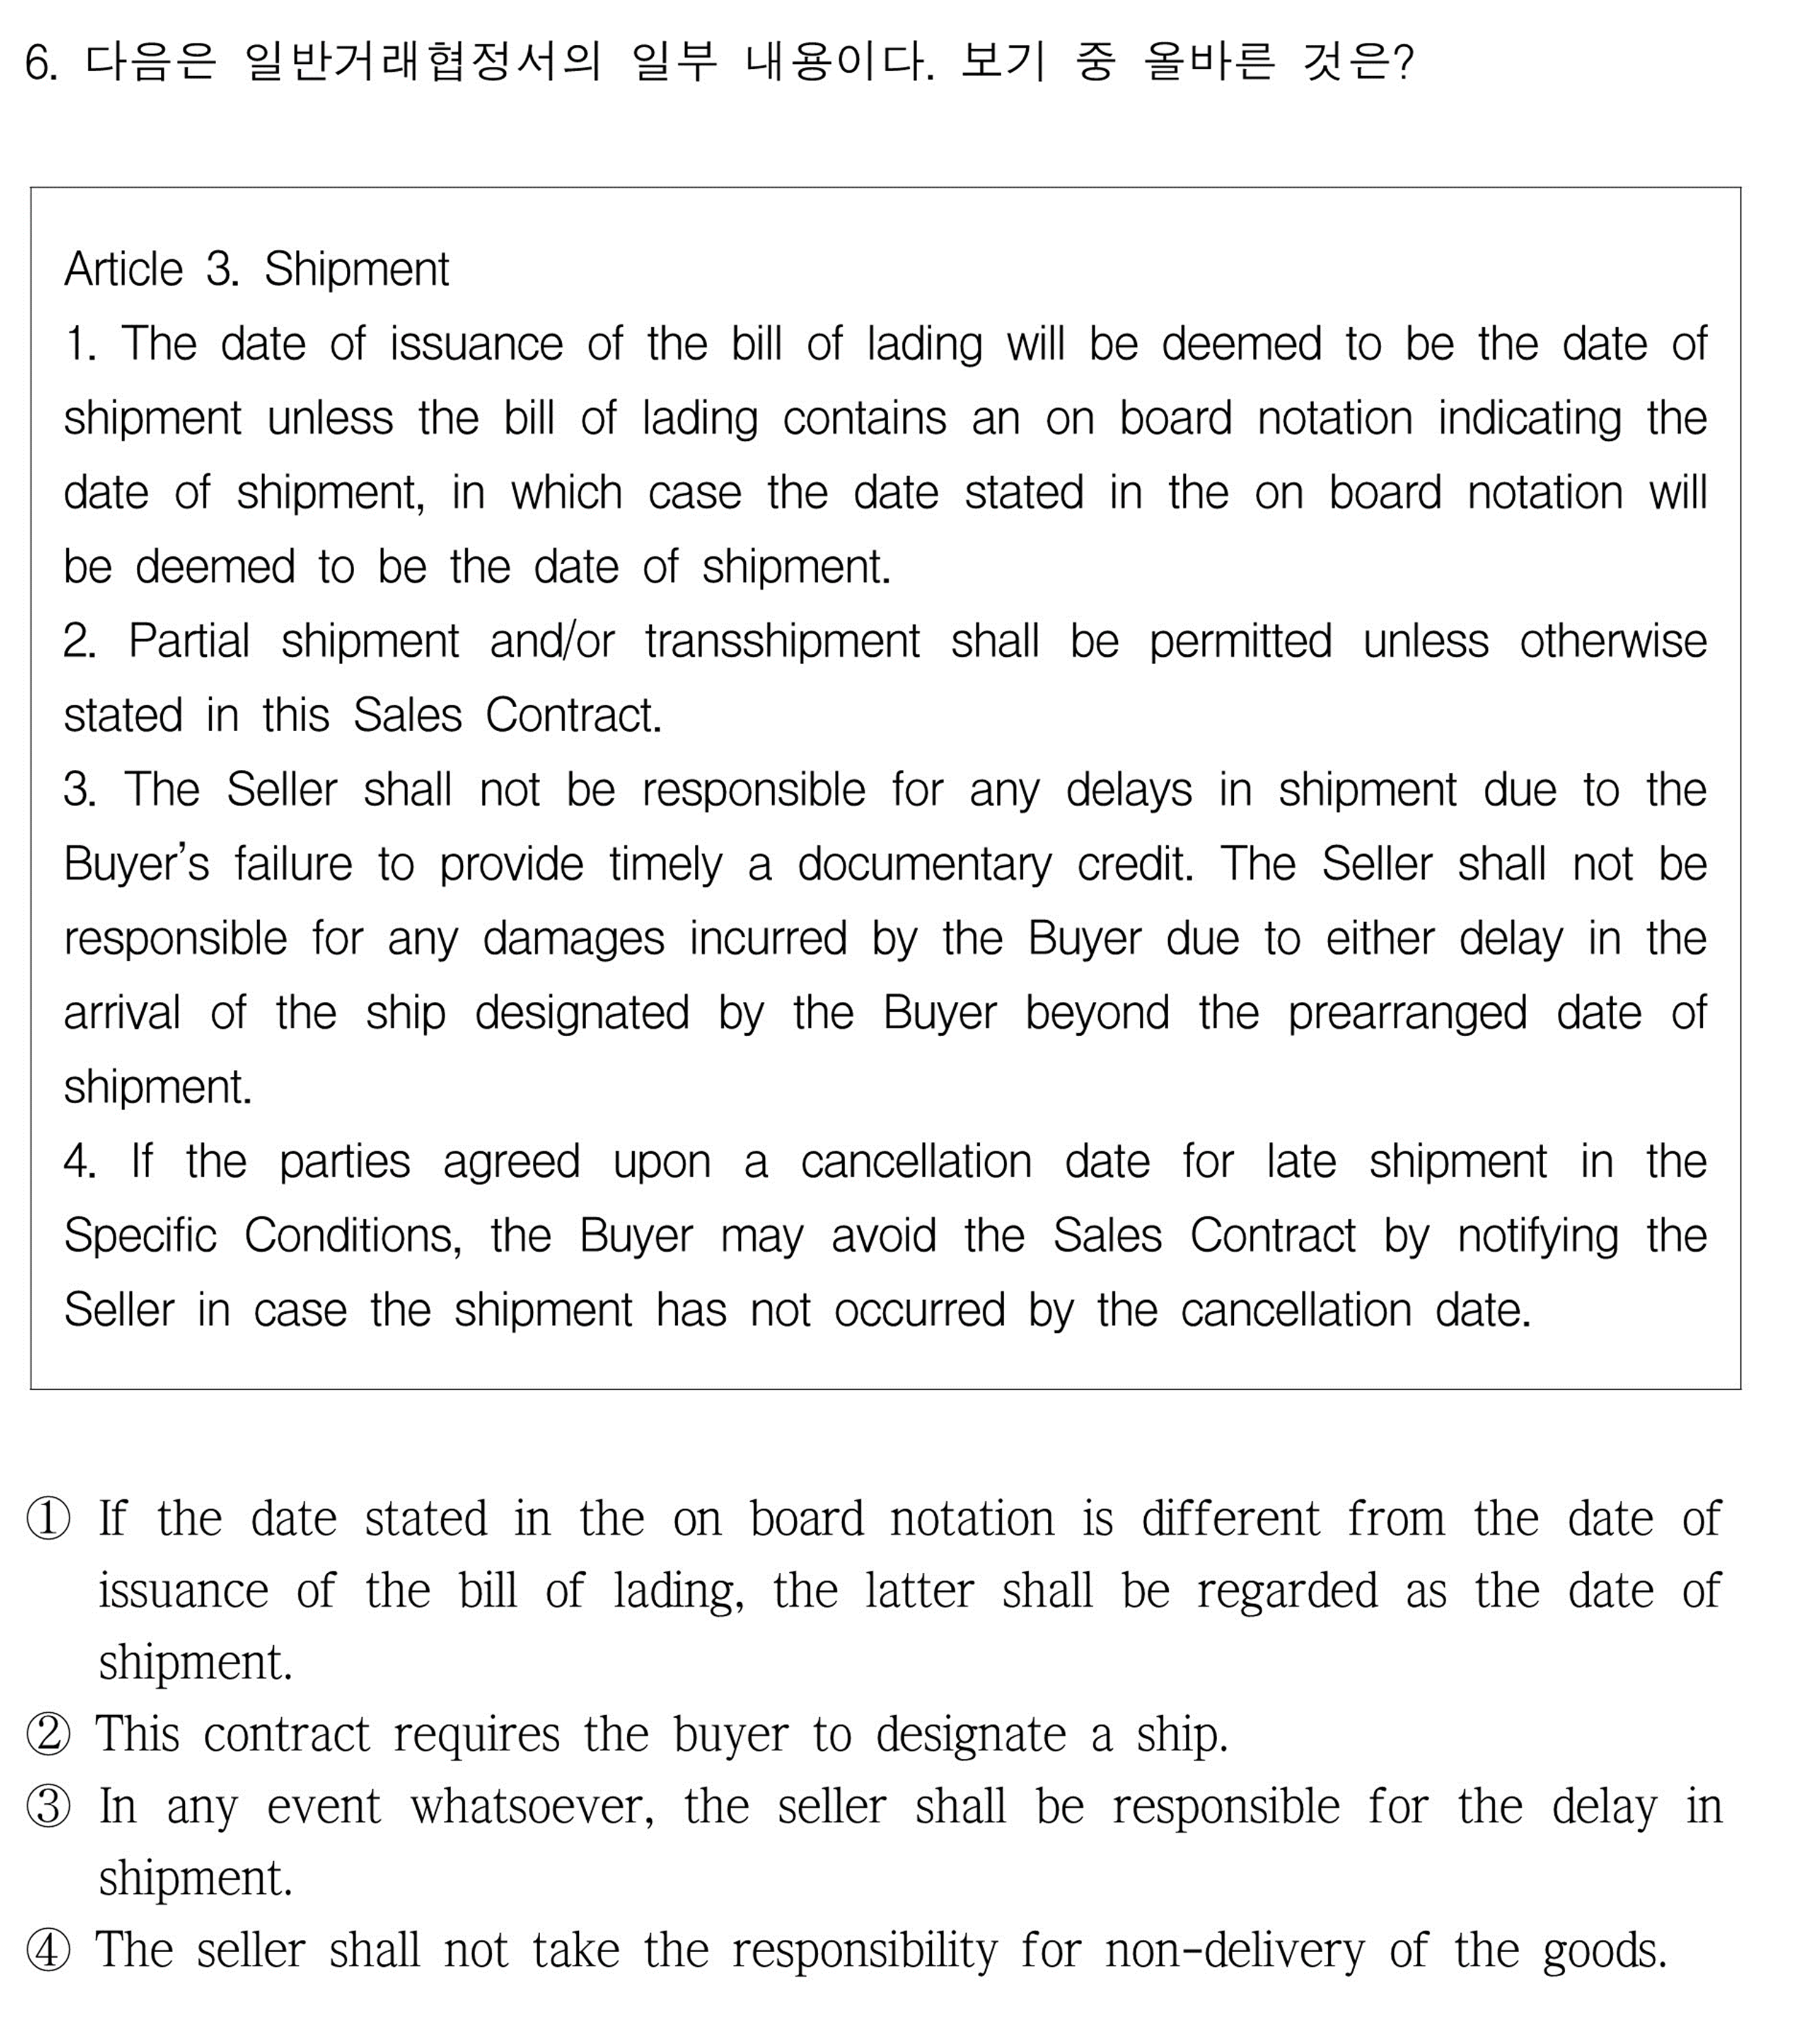 6. 다음은 일반거래협정서의 일부 내용이다. 보기 중 올바른 것은?
Article 3. Shipment
1. The date of issuance of the bill of lading will be deemed to be the date of
shipment unless the bill of lading contains an on board notation indicating the
date of shipment, in which case the date stated in the on board notation will
be deemed to be the date of shipment.
2. Partial shipment and/or transshipment shall be permitted unless otherwise
stated in this Sales Contract.
3. The Seller shall not be responsible for any delays in shipment due to the
Buyer's failure to provide timely a documentary credit. The Seller shall not be
responsible for any damages incurred by the Buyer due to either delay in the
arrival of the ship designated by the Buyer beyond the prearranged date of
shipment.
4. If the parties agreed upon a cancellation date for late shipment in the
Specific Conditions, the Buyer may avoid the Sales Contract by notifying the
Seller in case the shipment has not occurred by the cancellation date.
① If the date stated in the on board notation is different from the date of
issuance of the bill of lading, the latter shall be regarded as the date of
shipment.
② This contract requires the buyer to designate a ship.
③ In any event whatsoever, the seller shall be responsible for the delay in
shipment.
④ The seller shall not take the responsibility for non-delivery of the goods.